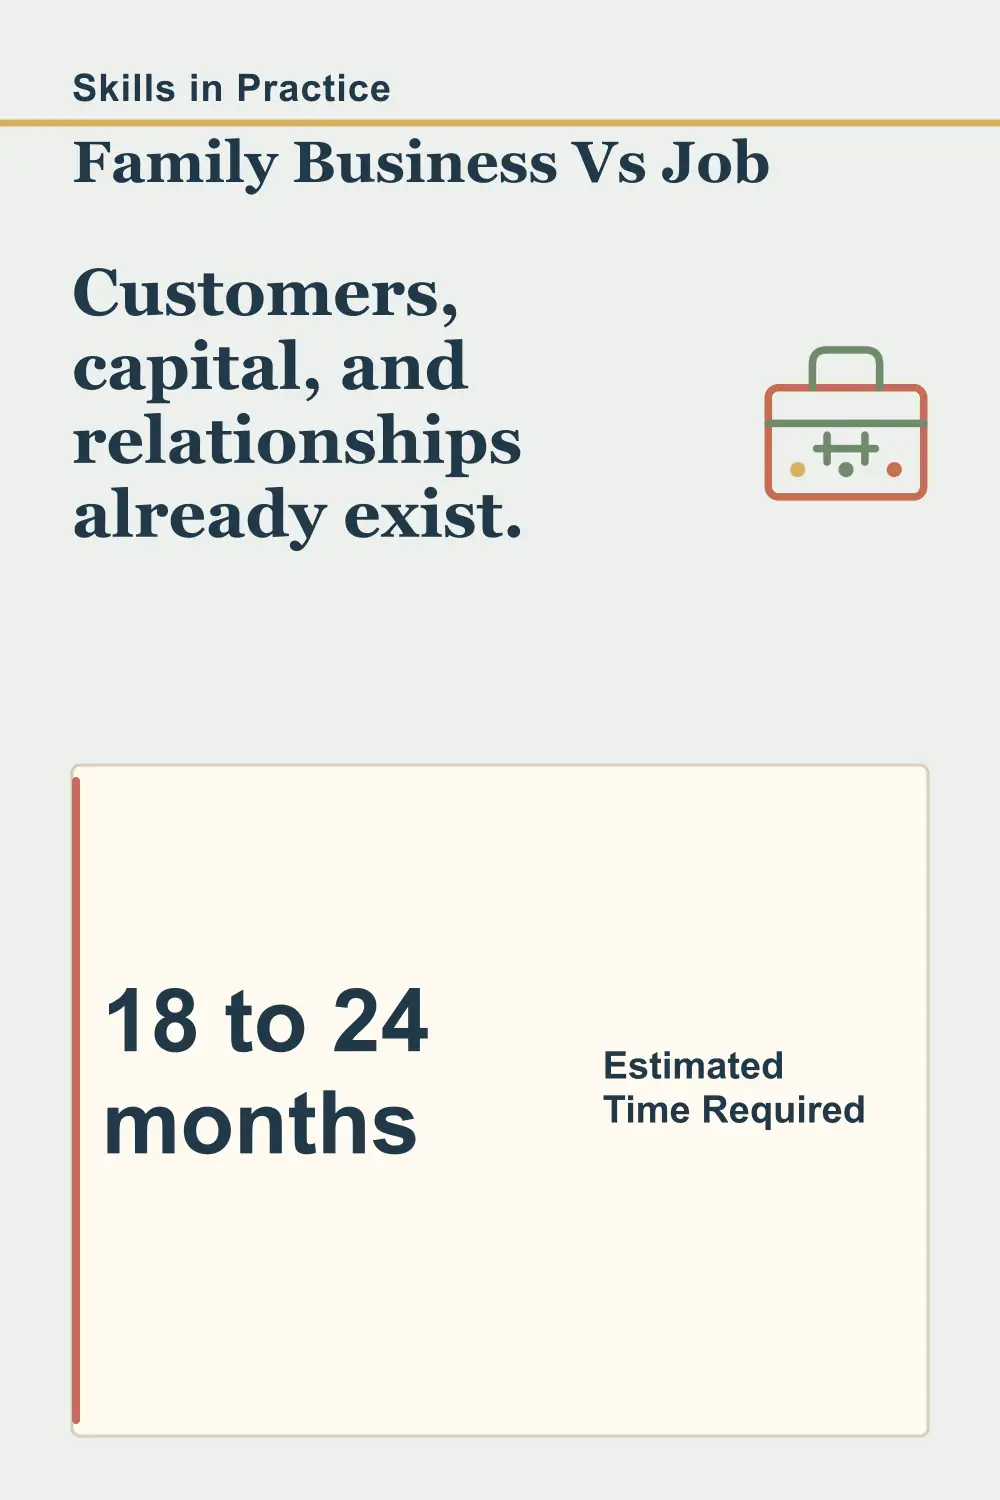 Skills in Practice
Family Business Vs Job
Customers,
capital, and
relationships
already exist.
18 to 24
months
Estimated
Time Required